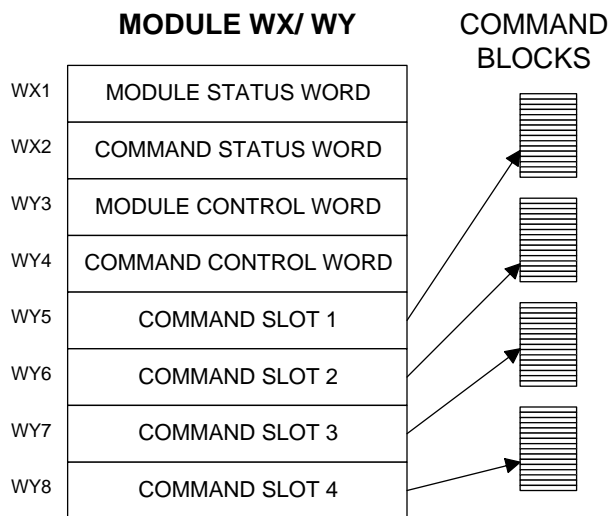 MODULE WX/ WY
COMMAND
BLOCKS
WX1 MODULE STATUS WORD
WX2 COMMAND STATUS WORD
WY3 MODULE CONTROL WORD
WY4 COMMAND CONTROL WORD
WY5 COMMAND SLOT 1
WY6 COMMAND SLOT 2
WY7 COMMAND SLOT 3
WY8 COMMAND SLOT 4